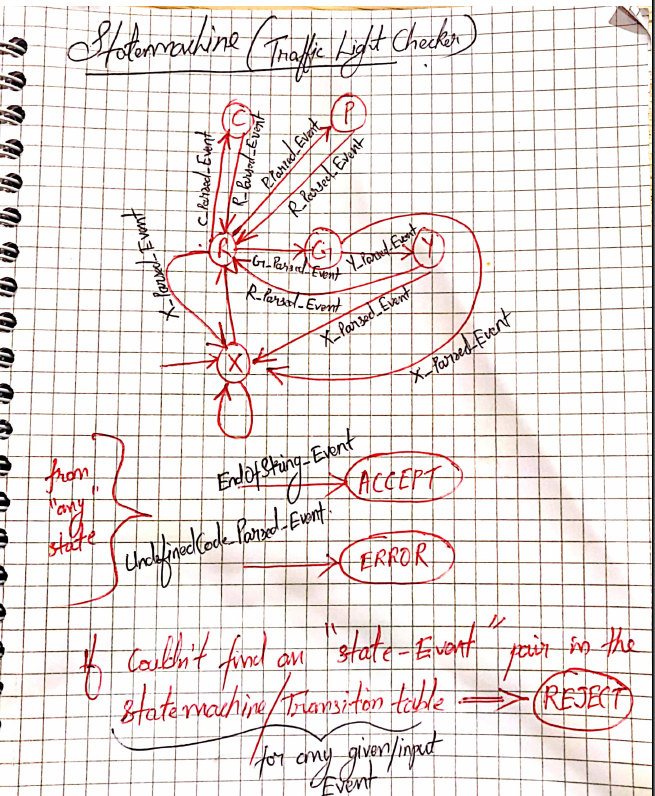 Statemachine (Traffic Light Checker)
C
P
C_Parsed_Event
R_Parsed_Event
P_Parsed_Event
R_Parsed_Event
X_Parsed_Event
R
G
Y
G_Parsed_Event
Y_Parsed_Event
R_Parsed_Event
X_Parsed_Event
X_Parsed_Event
X
from
"any"
state
EndOfString_Event
ACCEPT
UndefinedCode_Parsed_Event
ERROR
If Couldn't find an "state-Event" pair in the
statemachine/Transition table ⟹ REJECT
for any given/input
Event